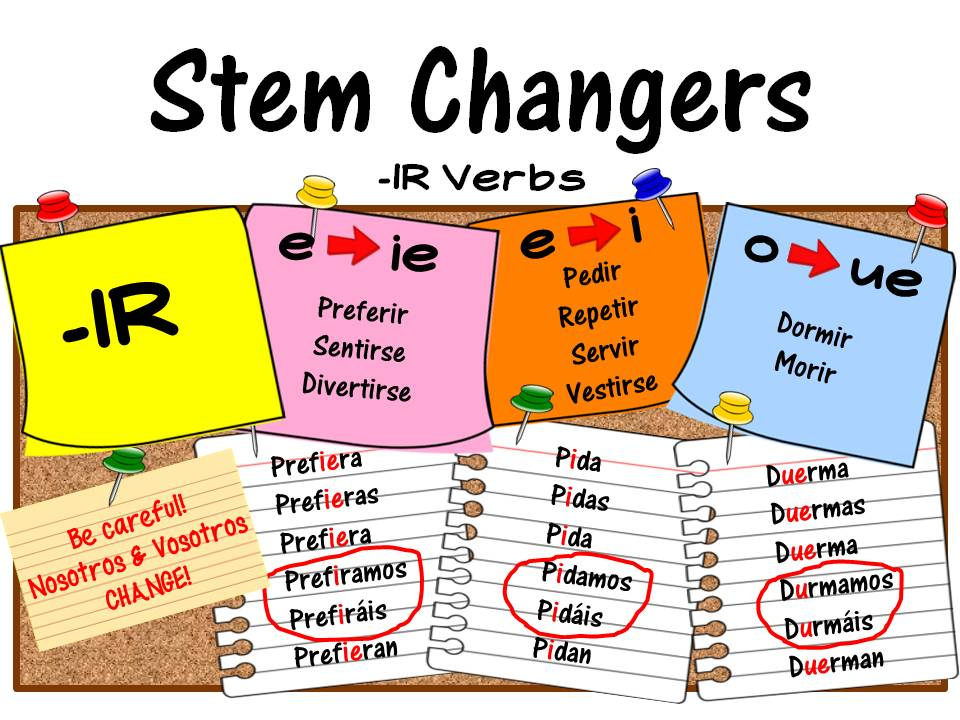 Stem Changers
-IR Verbs
-IR
e ie
Preferir
Sentirse
Divertirse
e i
Pedir
Repetir
Servir
Vestirse
o ue
Dormir
Morir
Be careful!
Nosotros & Vosotros
CHANGE!
Prefiera
Prefieras
Prefiera
Prefiramos
Prefiráis
Prefieran
Pida
Pidas
Pida
Pidamos
Pidáis
Pidan
Duerma
Duermas
Duerma
Durmamos
Durmáis
Duerman